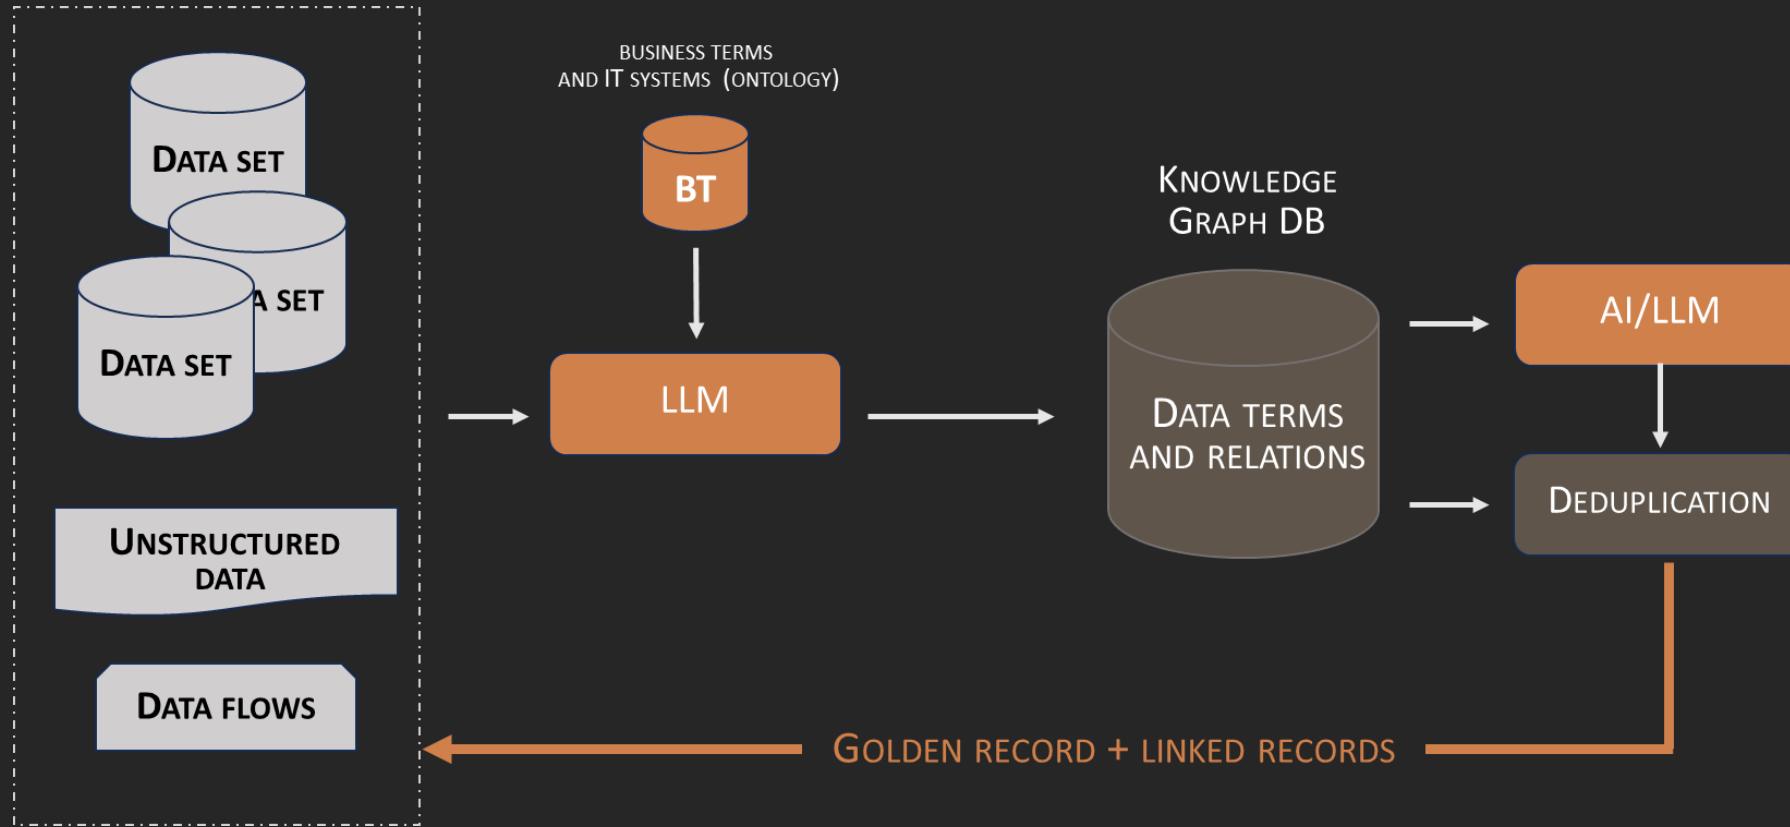 DATA SET
A SET
DATA SET
UNSTRUCTURED
DATA
DATA FLOWS
BUSINESS TERMS
AND IT SYSTEMS (ONTOLOGY)
BT
LLM
KNOWLEDGE
GRAPH DB
DATA TERMS
AND RELATIONS
AI/LLM
DEDUPLICATION
GOLDEN RECORD + LINKED RECORDS